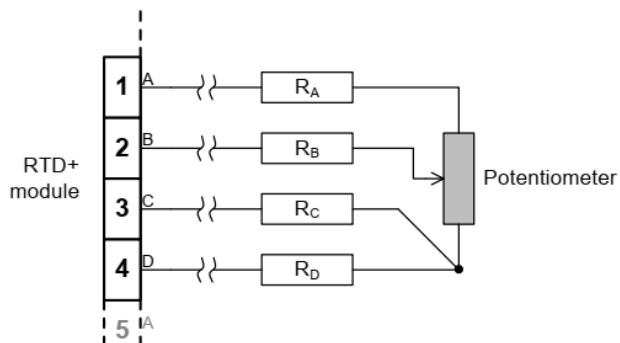 1 A
R_A
2 B
R_B
RTD+
module
Potentiometer
3 C
R_C
4 D
R_D
5 A